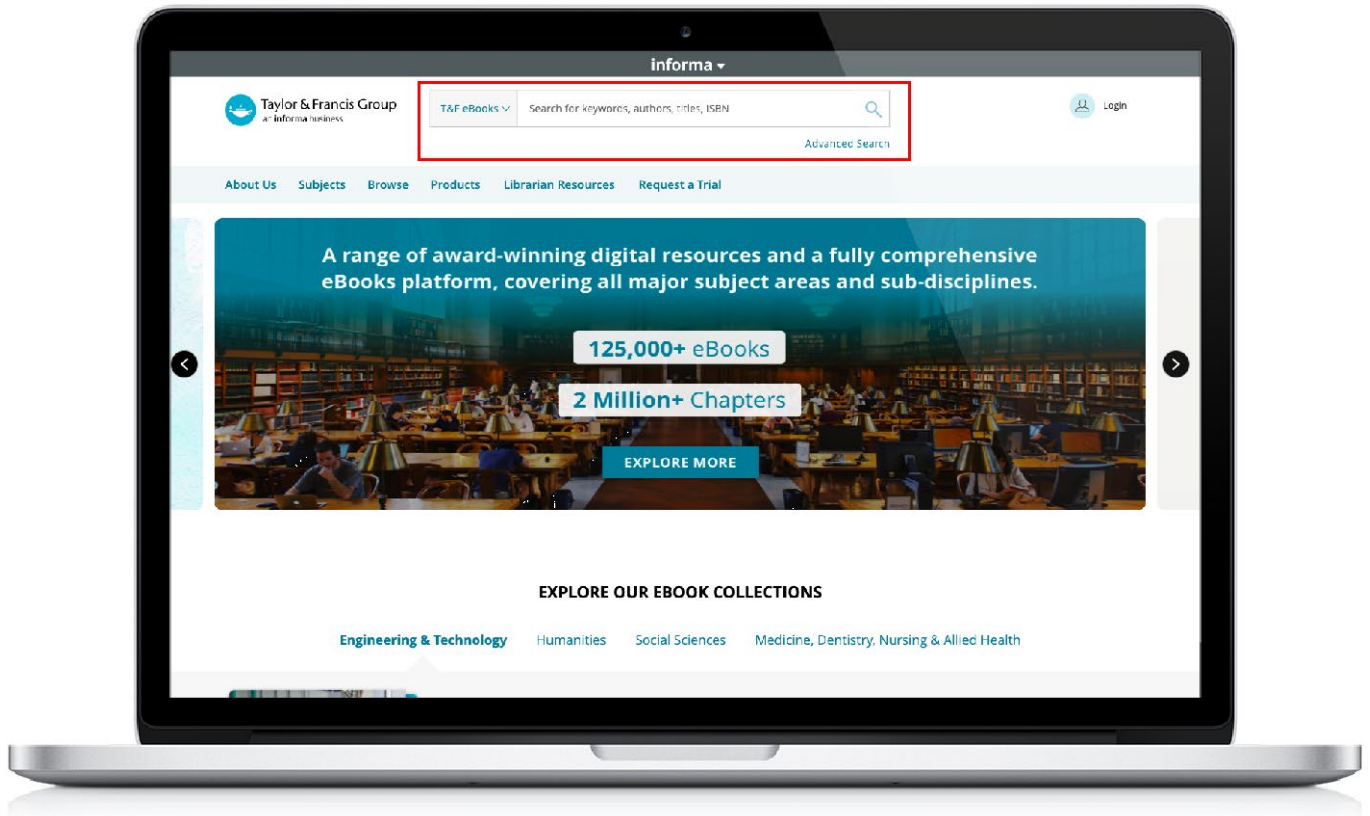 informa
Taylor & Francis Group
an informa business
T&F eBooks
Search for keywords, authors, titles, ISBN
Advanced Search
Login
About Us Subjects Browse Products Librarian Resources Request a Trial
A range of award-winning digital resources and a fully comprehensive
eBooks platform, covering all major subject areas and sub-disciplines.
125,000+ eBooks
2 Million+ Chapters
EXPLORE MORE
EXPLORE OUR EBOOK COLLECTIONS
Engineering & Technology Humanities Social Sciences Medicine, Dentistry, Nursing & Allied Health